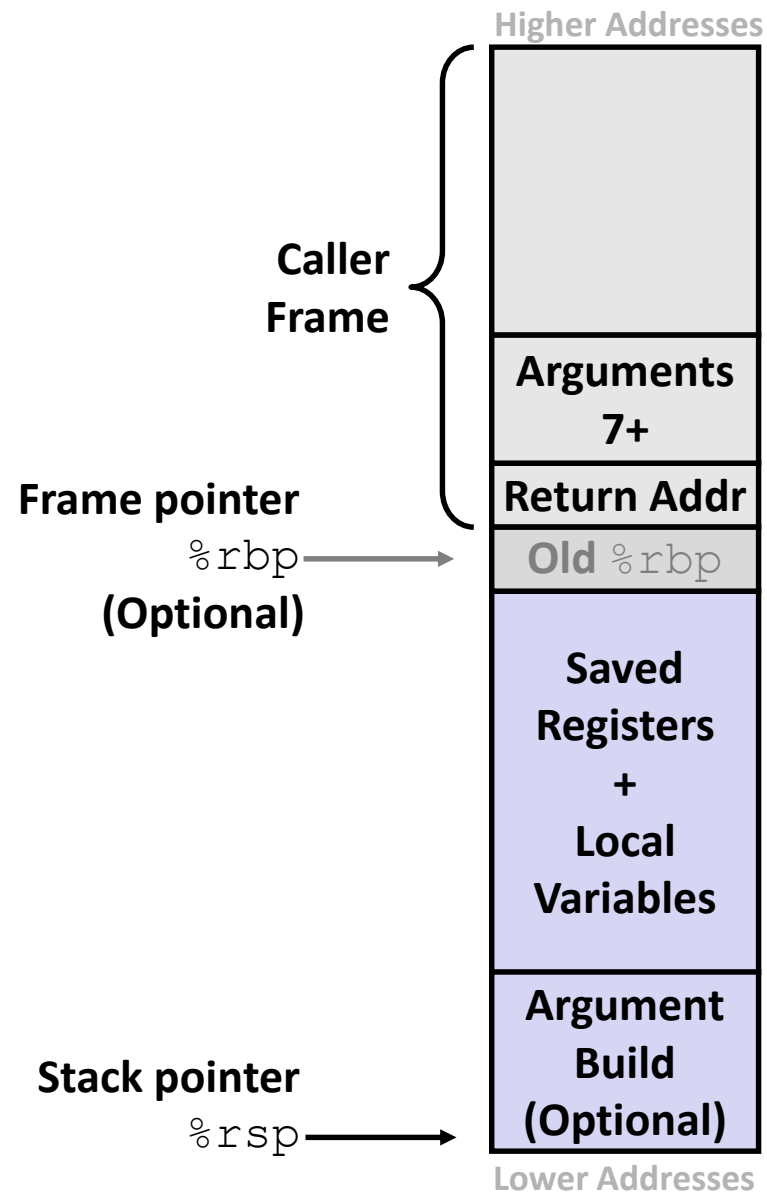 Higher Addresses
Caller
Frame
Arguments
7+
Return Addr
Frame pointer
%rbp
(Optional)
Old %rbp
Saved
Registers
+
Local
Variables
Argument
Build
(Optional)
Stack pointer
%rsp
Lower Addresses